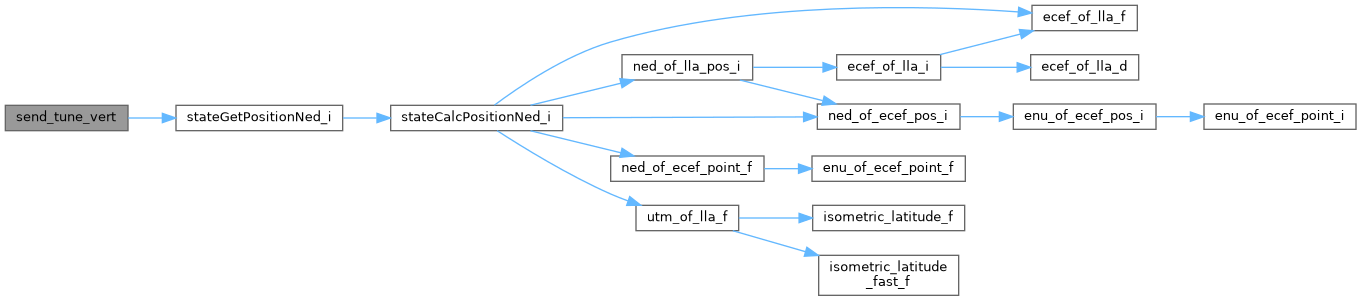 send_tune_vert
stateGetPositionNed_i
stateCalcPositionNed_i
ecef_of_lla_f
ned_of_lla_pos_i
ecef_of_lla_i
ecef_of_lla_d
ned_of_ecef_pos_i
enu_of_ecef_pos_i
enu_of_ecef_point_i
ned_of_ecef_point_f
enu_of_ecef_point_f
utm_of_lla_f
isometric_latitude_f
isometric_latitude
_fast_f